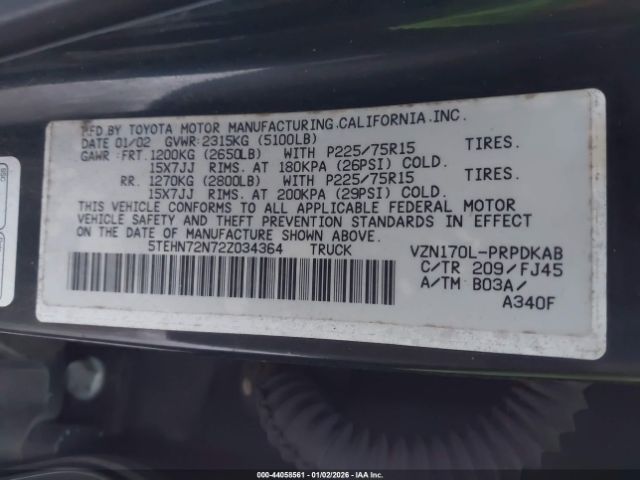 MFD.BY TOYOTA MOTOR MANUFACTURING.CALIFORNIA.INC.
DATE 01/02 GVWR:2315KG (5100LB)
GAWR: FRT. 1200KG (2650LB) WITH P225/75R15 TIRES.
15X7JJ RIMS. AT 180KPA (26PSI) COLD.
RR. 1270KG (2800LB) WITH P225/75R15 TIRES.
15X7JJ RIMS. AT 200KPA (29PSI) COLD.
THIS VEHICLE CONFORMS TO ALL APPLICABLE FEDERAL MOTOR
VEHICLE SAFETY AND THEFT PREVENTION STANDARDS IN EFFECT
ON THE DATE OF MANUFACTURE SHOWN ABOVE.
5TEHN72N72Z034364 TRUCK VZN170L-PRPDKAB
C/TR 209/FJ45
A/TM B03A/
A340F
000-44058561 | 01/02/2026 - IAA, Inc.